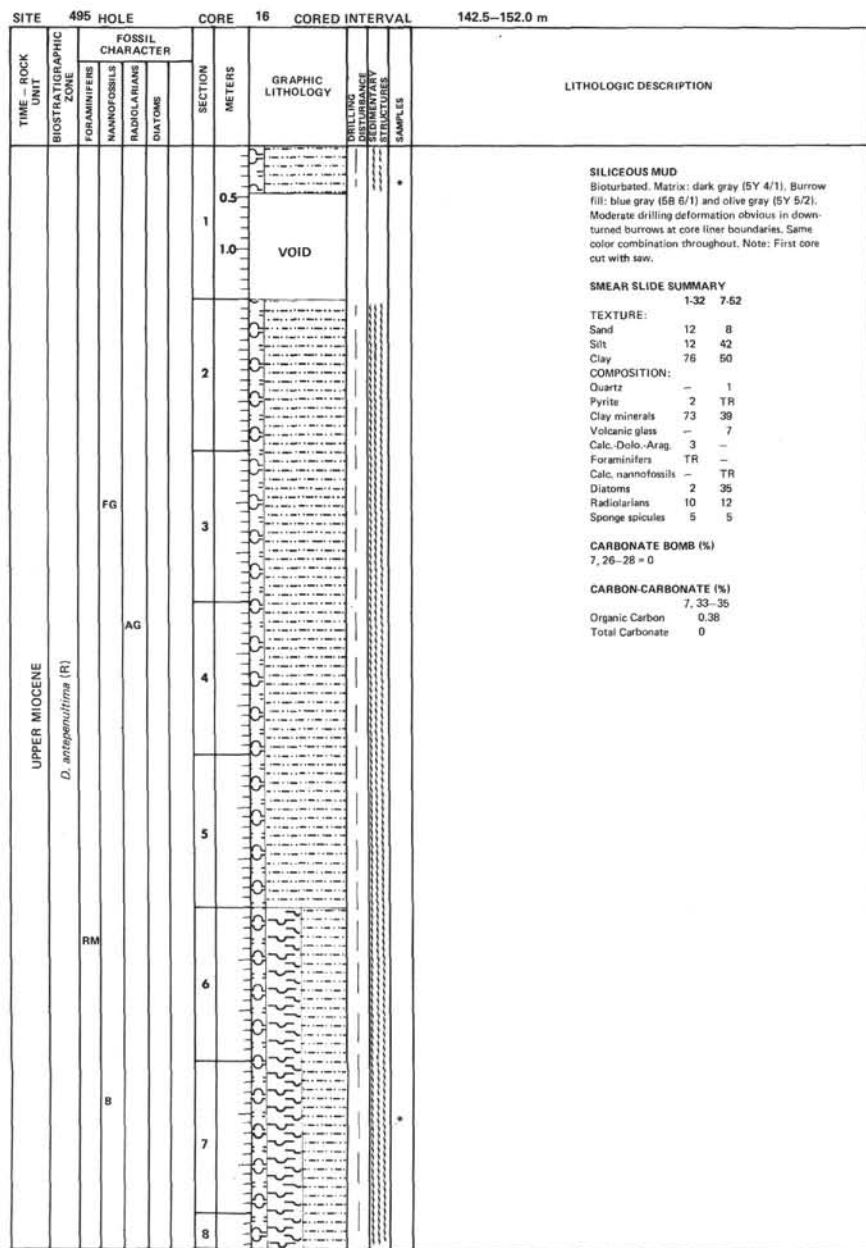 SITE 495 HOLE CORE 16 CORED INTERVAL 142.5–152.0 m
TIME – ROCK UNIT
BIOSTRATIGRAPHIC ZONE
FOSSIL CHARACTER
FORAMINIFERS
NANNOFOSSILS
RADIOLARIANS
DIATOMS
SECTION
METERS
GRAPHIC LITHOLOGY
DRILLING DISTURBANCE
SEDIMENTARY STRUCTURES
SAMPLES
LITHOLOGIC DESCRIPTION
UPPER MIOCENE
D. antepenultima (R)
RM
FG
B
AG
1
0.5
1.0
VOID
2
3
4
5
6
7
8
*
*
SILICEOUS MUD
Bioturbated. Matrix: dark gray (5Y 4/1). Burrow
fill: blue gray (5B 6/1) and olive gray (5Y 5/2).
Moderate drilling deformation obvious in down-
turned burrows at core liner boundaries. Same
color combination throughout. Note: First core
cut with saw.
SMEAR SLIDE SUMMARY
1-32 7-52
TEXTURE:
Sand 12 8
Silt 12 42
Clay 76 50
COMPOSITION:
Quartz – 1
Pyrite 2 TR
Clay minerals 73 39
Volcanic glass – 7
Calc.-Dolo.-Arag. 3 –
Foraminifers TR –
Calc. nannofossils – TR
Diatoms 2 35
Radiolarians 10 12
Sponge spicules 5 5
CARBONATE BOMB (%)
7, 26–28 = 0
CARBON-CARBONATE (%)
7, 33–35
Organic Carbon 0.38
Total Carbonate 0